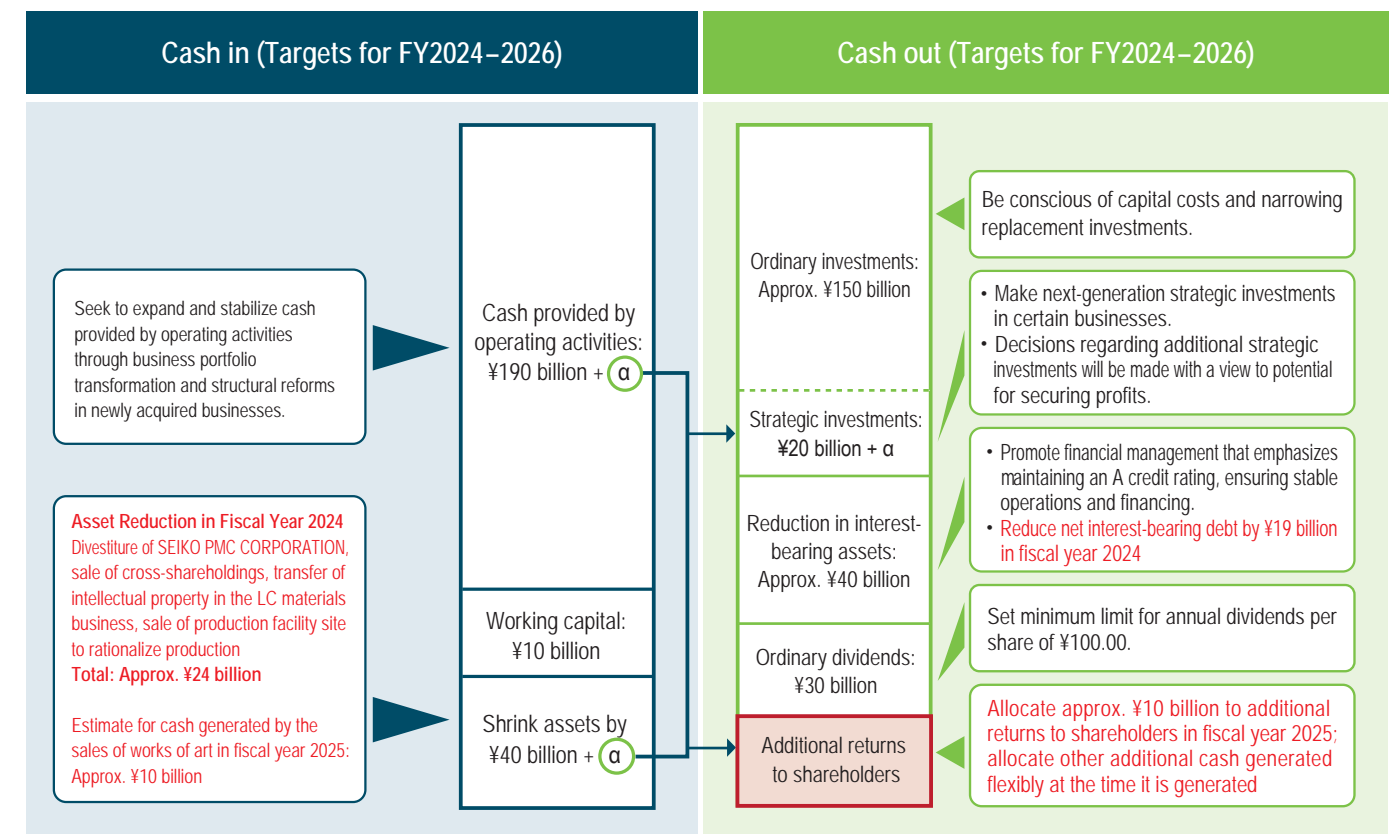 Cash in (Targets for FY2024–2026)
Cash out (Targets for FY2024–2026)
Seek to expand and stabilize cash
provided by operating activities
through business portfolio
transformation and structural reforms
in newly acquired businesses.
Asset Reduction in Fiscal Year 2024
Divestiture of SEIKO PMC CORPORATION,
sale of cross-shareholdings, transfer of
intellectual property in the LC materials
business, sale of production facility site
to rationalize production
Total: Approx. ¥24 billion
Estimate for cash generated by the
sales of works of art in fiscal year 2025:
Approx. ¥10 billion
Cash provided by
operating activities:
¥190 billion + α
Working capital:
¥10 billion
Shrink assets by
¥40 billion + α
Ordinary investments:
Approx. ¥150 billion
Strategic investments:
¥20 billion + α
Reduction in interest-
bearing assets:
Approx. ¥40 billion
Ordinary dividends:
¥30 billion
Additional returns
to shareholders
Be conscious of capital costs and narrowing
replacement investments.
• Make next-generation strategic investments
in certain businesses.
• Decisions regarding additional strategic
investments will be made with a view to potential
for securing profits.
• Promote financial management that emphasizes
maintaining an A credit rating, ensuring stable
operations and financing.
• Reduce net interest-bearing debt by ¥19 billion
in fiscal year 2024
Set minimum limit for annual dividends per
share of ¥100.00.
Allocate approx. ¥10 billion to additional
returns to shareholders in fiscal year 2025;
allocate other additional cash generated
flexibly at the time it is generated